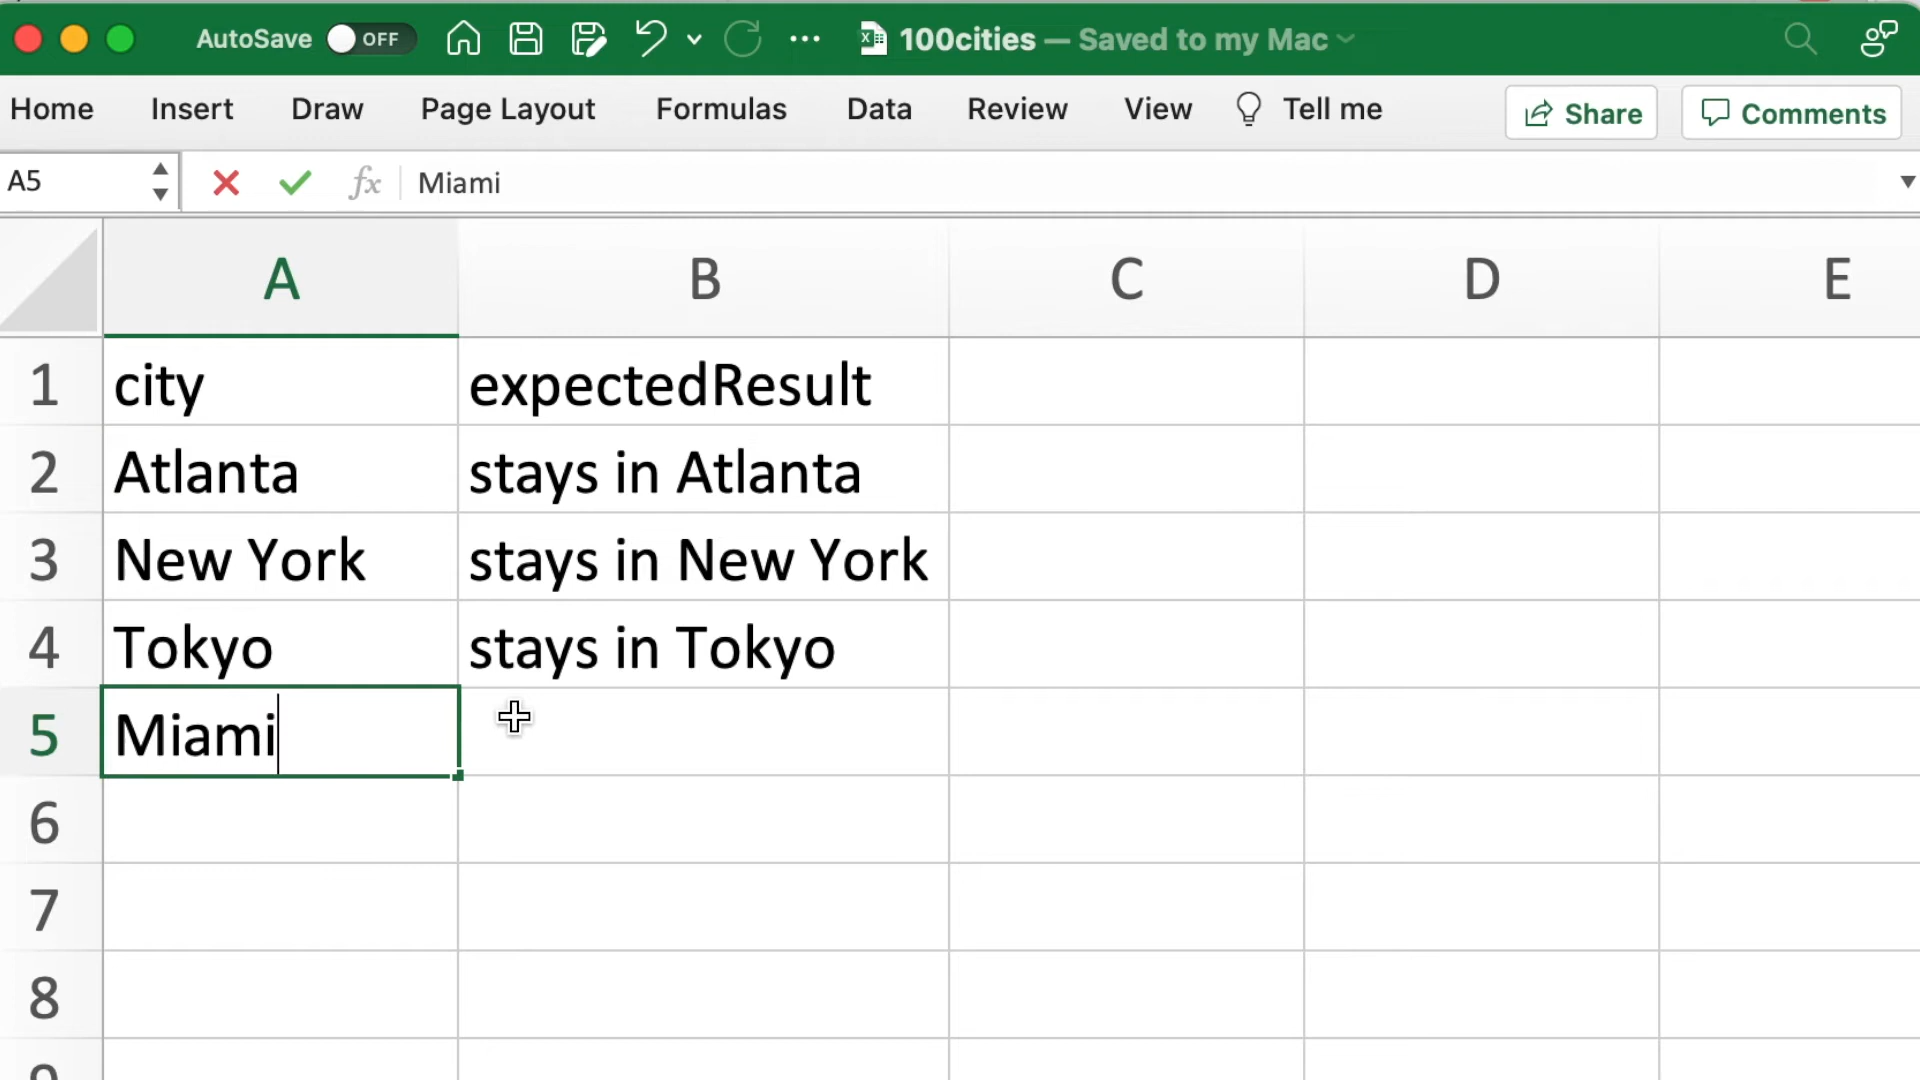 AutoSave OFF 100cities — Saved to my Mac
Home Insert Draw Page Layout Formulas Data Review View Tell me Share Comments
A5 fx Miami
A B C D E
1 city expectedResult
2 Atlanta stays in Atlanta
3 New York stays in New York
4 Tokyo stays in Tokyo
5 Miami
6
7
8
9